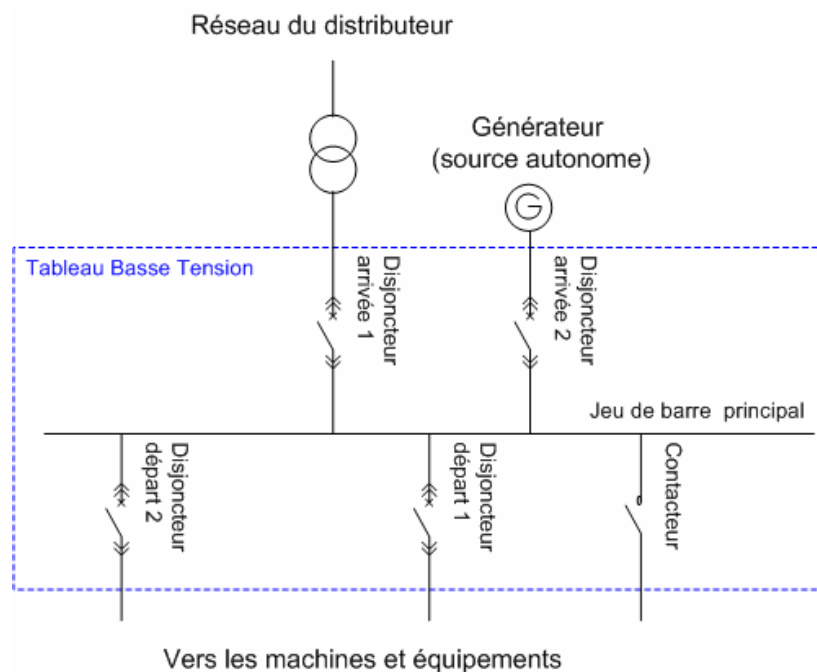 Réseau du distributeur
Générateur
(source autonome)
G
Tableau Basse Tension
Disjoncteur
arrivée 1
Disjoncteur
arrivée 2
Jeu de barre principal
Disjoncteur
départ 2
Disjoncteur
départ 1
Contacteur
Vers les machines et équipements